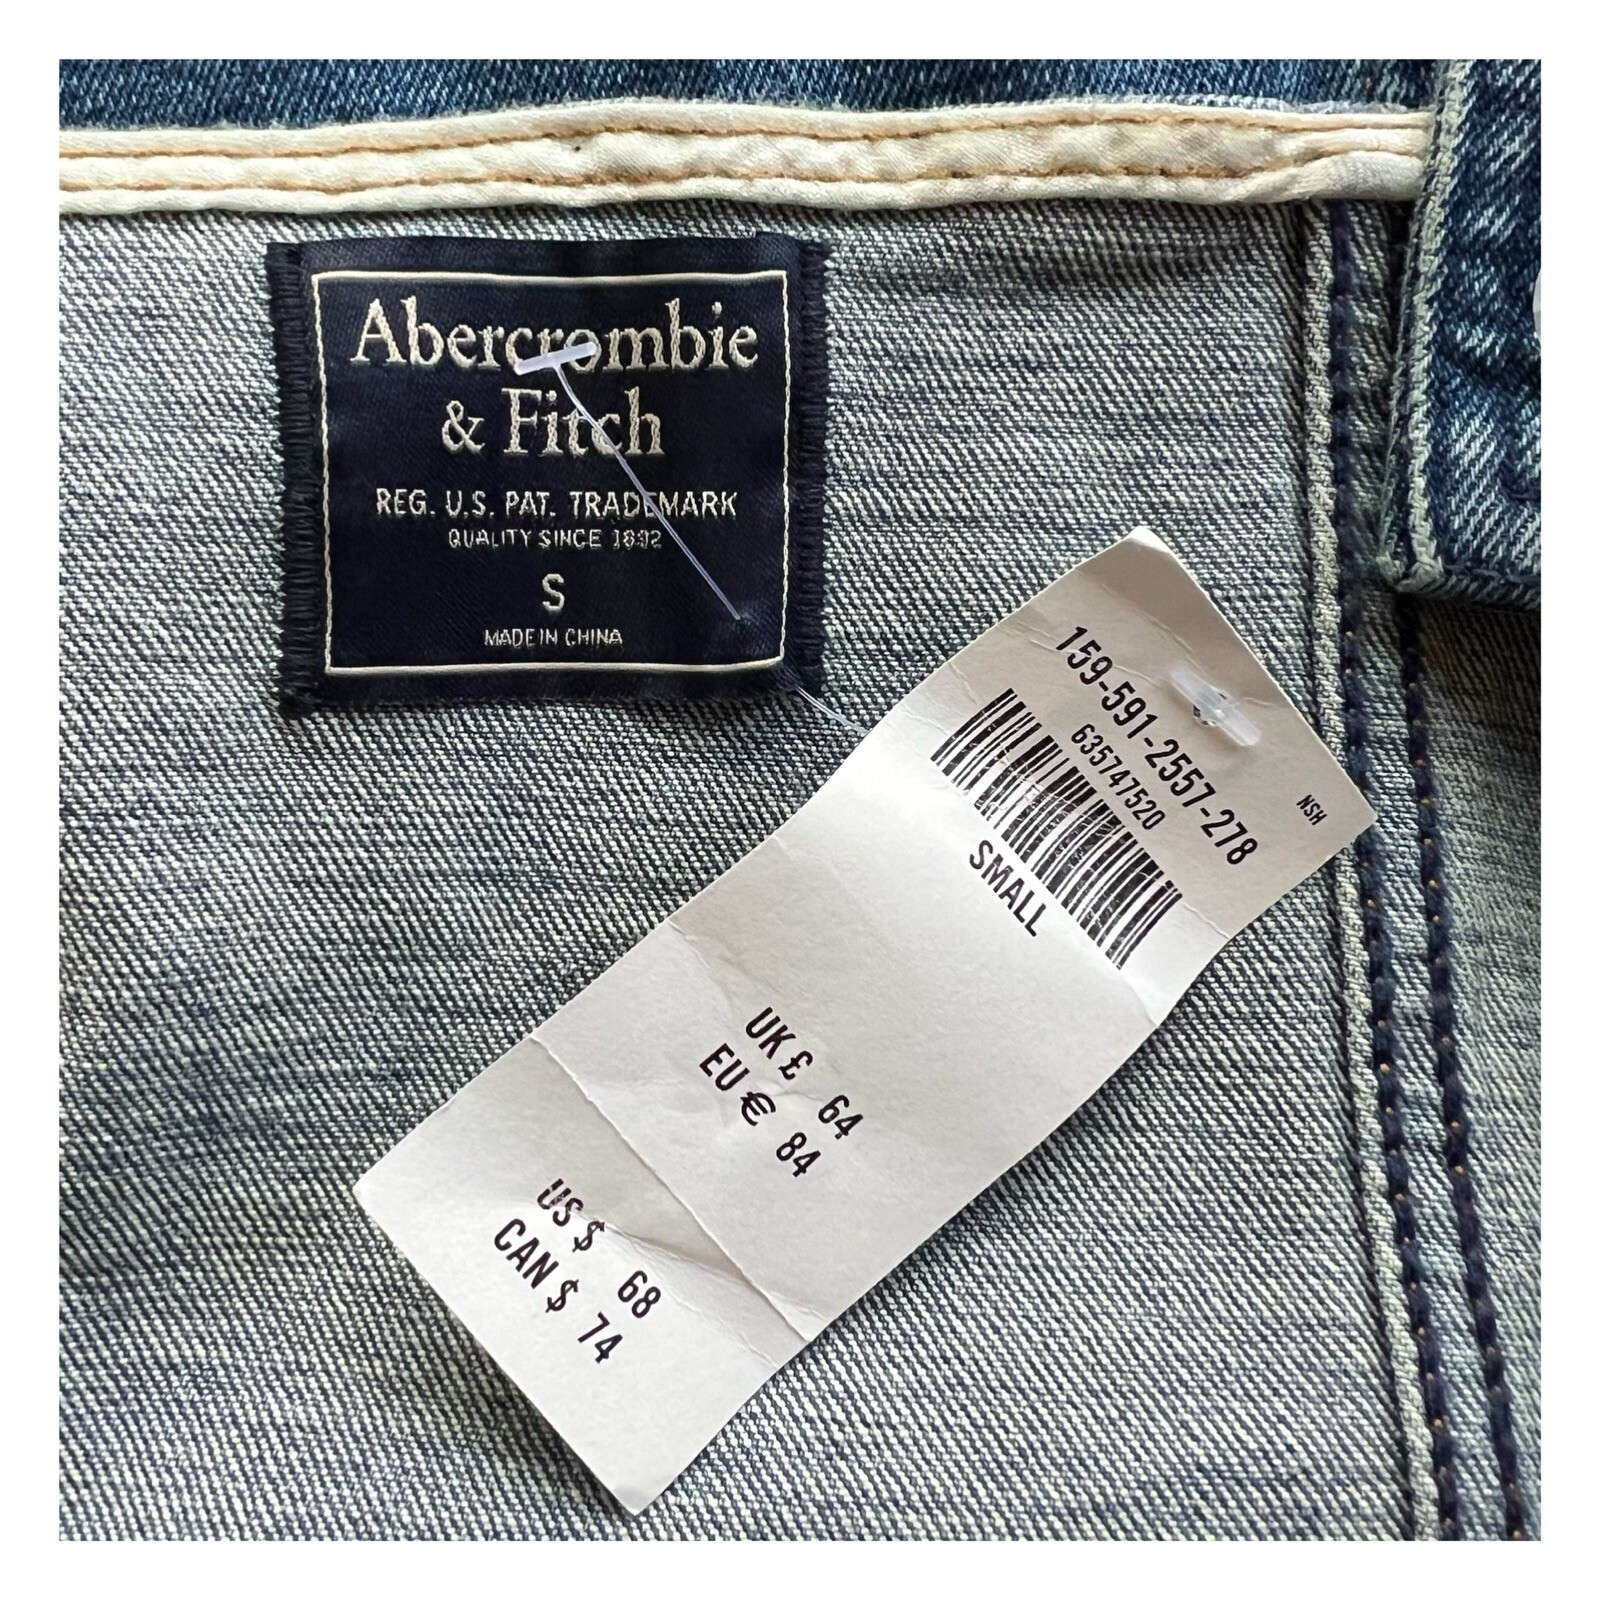 Abercrombie
& Fitch
REG. U.S. PAT. TRADEMARK
QUALITY SINCE 1892
S
MADE IN CHINA
NSH
159-591-2557-278
635747520
SMALL
UK £ 64
EU € 84
US $ 68
CAN $ 74